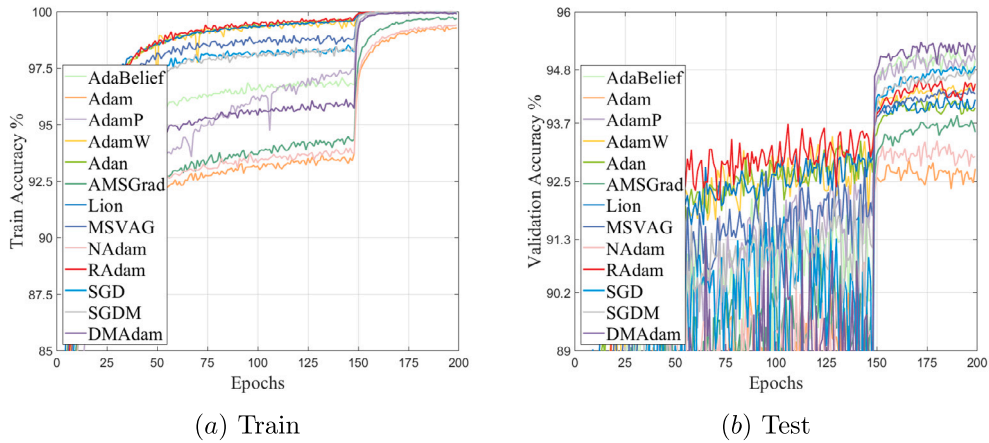 100
97.5
95
92.5
90
87.5
85
Train Accuracy %
AdaBelief
Adam
AdamP
AdamW
Adan
AMSGrad
Lion
MSVAG
NAdam
RAdam
SGD
SGDM
DMAdam
0 25 50 75 100 125 150 175 200
Epochs
(a) Train
96
94.8
93.7
92.5
91.3
90.2
89
Validation Accuracy %
AdaBelief
Adam
AdamP
AdamW
Adan
AMSGrad
Lion
MSVAG
NAdam
RAdam
SGD
SGDM
DMAdam
0 25 50 75 100 125 150 175 200
Epochs
(b) Test